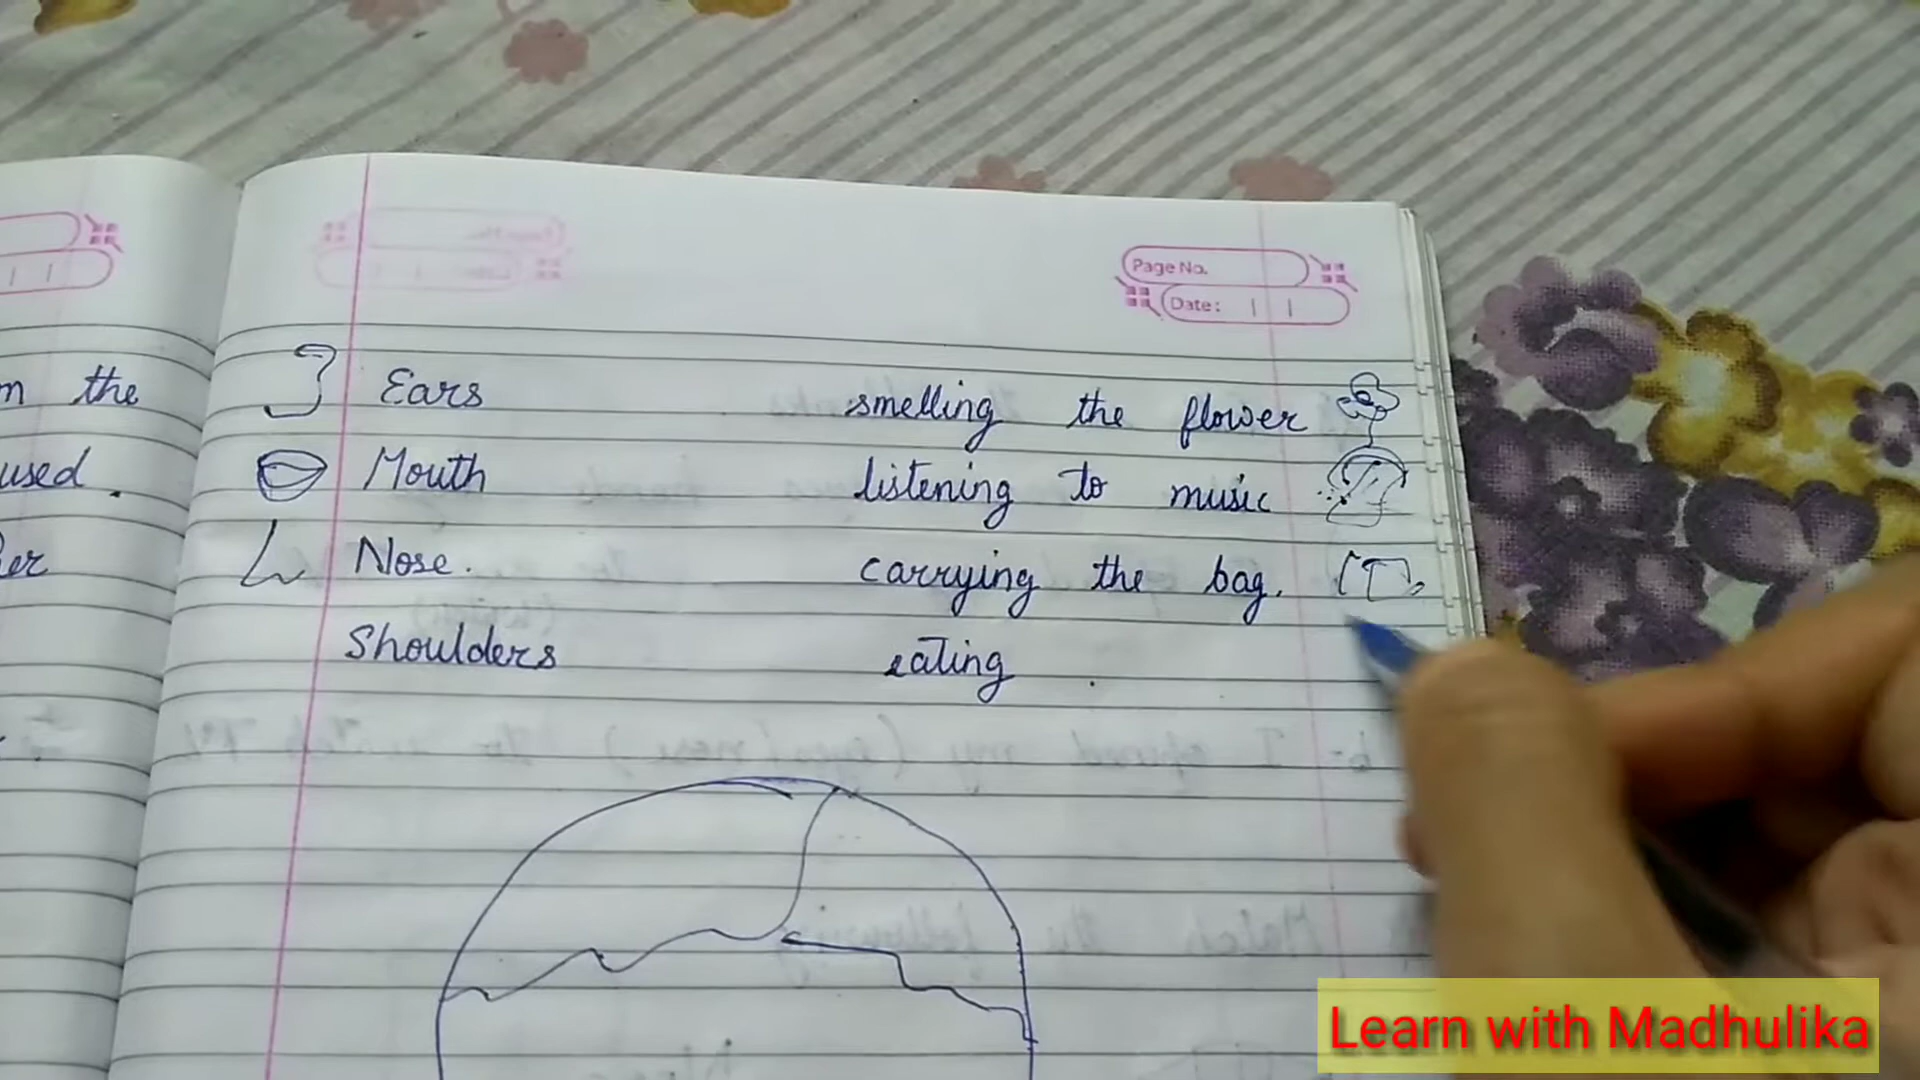 Page No.
Date:
m the
used.
er
Ears smelling the flower
Mouth listening to music
Nose. carrying the bag.
Shoulders eating
Learn with Madhulika